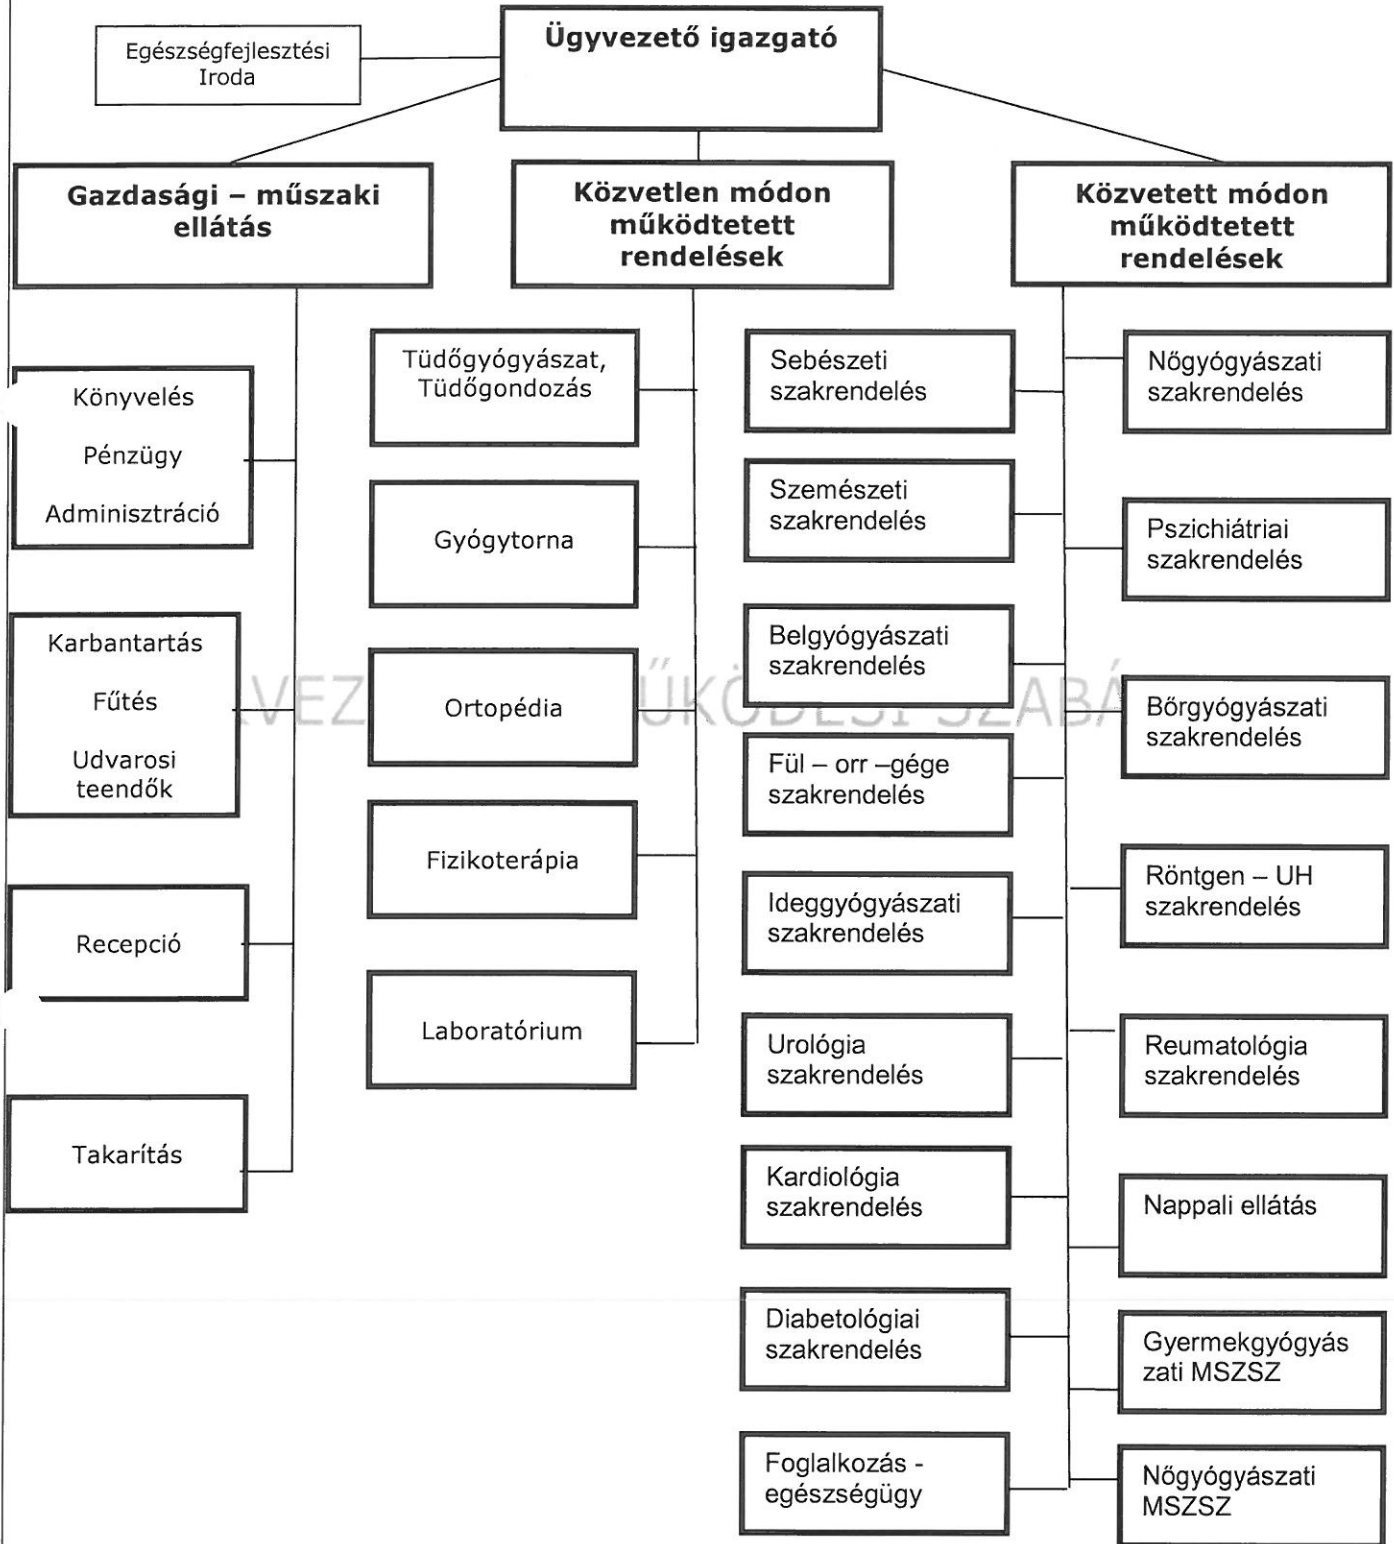 Ügyvezető igazgató
Egészségfejlesztési
Iroda
Gazdasági – műszaki
ellátás
Közvetlen módon
működtetett
rendelések
Közvetett módon
működtetett
rendelések
Könyvelés
Pénzügy
Adminisztráció
Karbantartás
Fűtés
Udvarosi
teendők
Recepció
Takarítás
Tüdőgyógyászat,
Tüdőgondozás
Gyógytorna
Ortopédia
Fizikoterápia
Laboratórium
Sebészeti
szakrendelés
Szemészeti
szakrendelés
Belgyógyászati
szakrendelés
Fül – orr –gége
szakrendelés
Ideggyógyászati
szakrendelés
Urológia
szakrendelés
Kardiológia
szakrendelés
Diabetológiai
szakrendelés
Foglalkozás -
egészségügy
Nőgyógyászati
szakrendelés
Pszichiátriai
szakrendelés
Bőrgyógyászati
szakrendelés
Röntgen – UH
szakrendelés
Reumatológia
szakrendelés
Nappali ellátás
Gyermekgyógyás
zati MSZSZ
Nőgyógyászati
MSZSZ